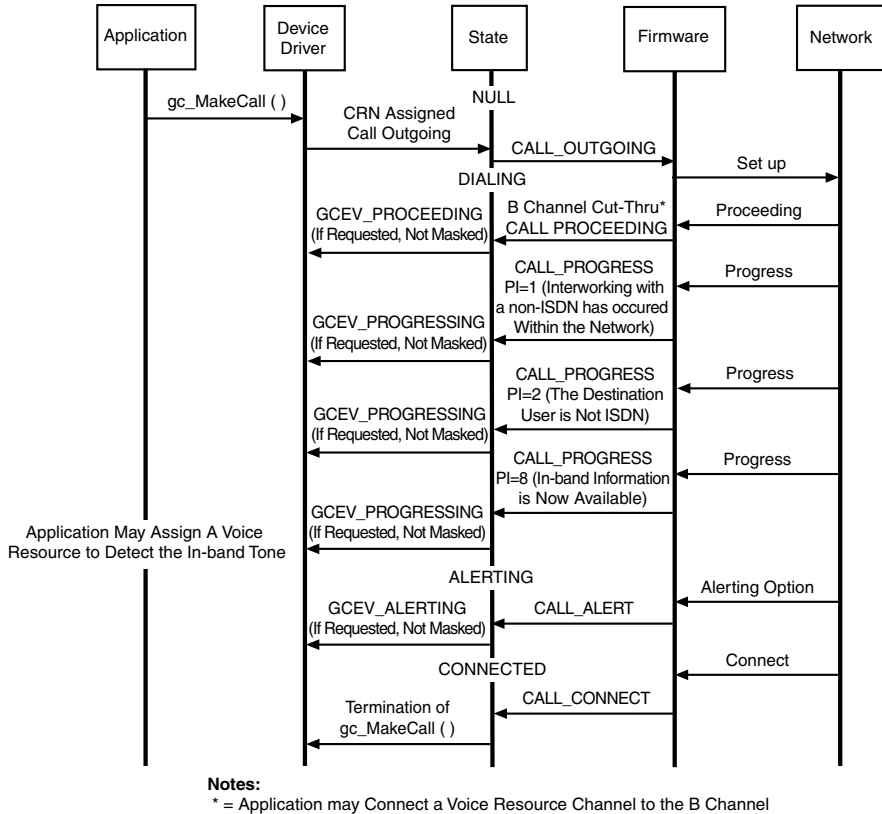 Application
Device
Driver
State
Firmware
Network
NULL
gc_MakeCall ( )
CRN Assigned
Call Outgoing
CALL_OUTGOING
Set up
DIALING
B Channel Cut-Thru*
Proceeding
GCEV_PROCEEDING
(If Requested, Not Masked)
CALL PROCEEDING
CALL_PROGRESS
PI=1 (Interworking with
a non-ISDN has occured
Within the Network)
Progress
GCEV_PROGRESSING
(If Requested, Not Masked)
CALL_PROGRESS
PI=2 (The Destination
User is Not ISDN)
Progress
GCEV_PROGRESSING
(If Requested, Not Masked)
CALL_PROGRESS
PI=8 (In-band Information
is Now Available)
Progress
GCEV_PROGRESSING
(If Requested, Not Masked)
Application May Assign A Voice
Resource to Detect the In-band Tone
ALERTING
Alerting Option
GCEV_ALERTING
(If Requested, Not Masked)
CALL_ALERT
CONNECTED
Connect
CALL_CONNECT
Termination of
gc_MakeCall ( )
Notes:
* = Application may Connect a Voice Resource Channel to the B Channel